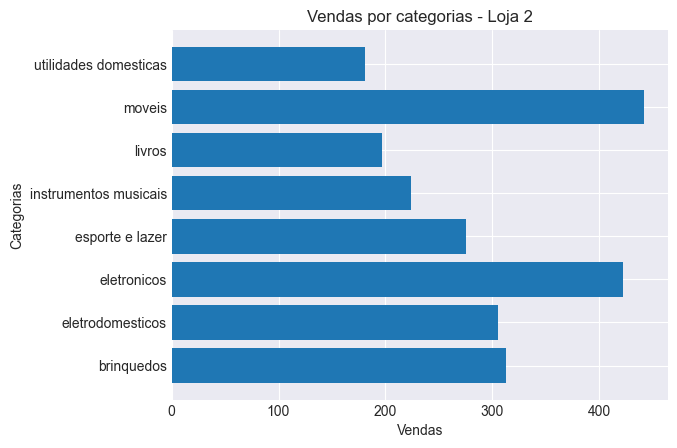 Vendas por categorias - Loja 2
utilidades domesticas
moveis
livros
instrumentos musicais
esporte e lazer
eletronicos
eletrodomesticos
brinquedos
Categorias
0 100 200 300 400
Vendas